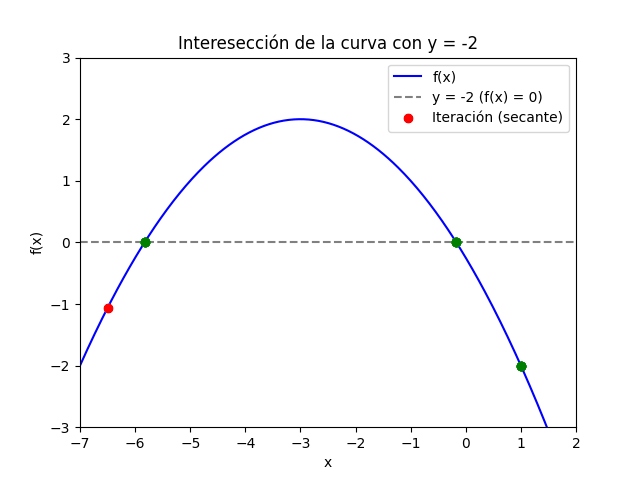 Interesección de la curva con y = -2
f(x)
y = -2 (f(x) = 0)
Iteración (secante)
3
2
1
0
−1
−2
−3
f(x)
−7 −6 −5 −4 −3 −2 −1 0 1 2
x